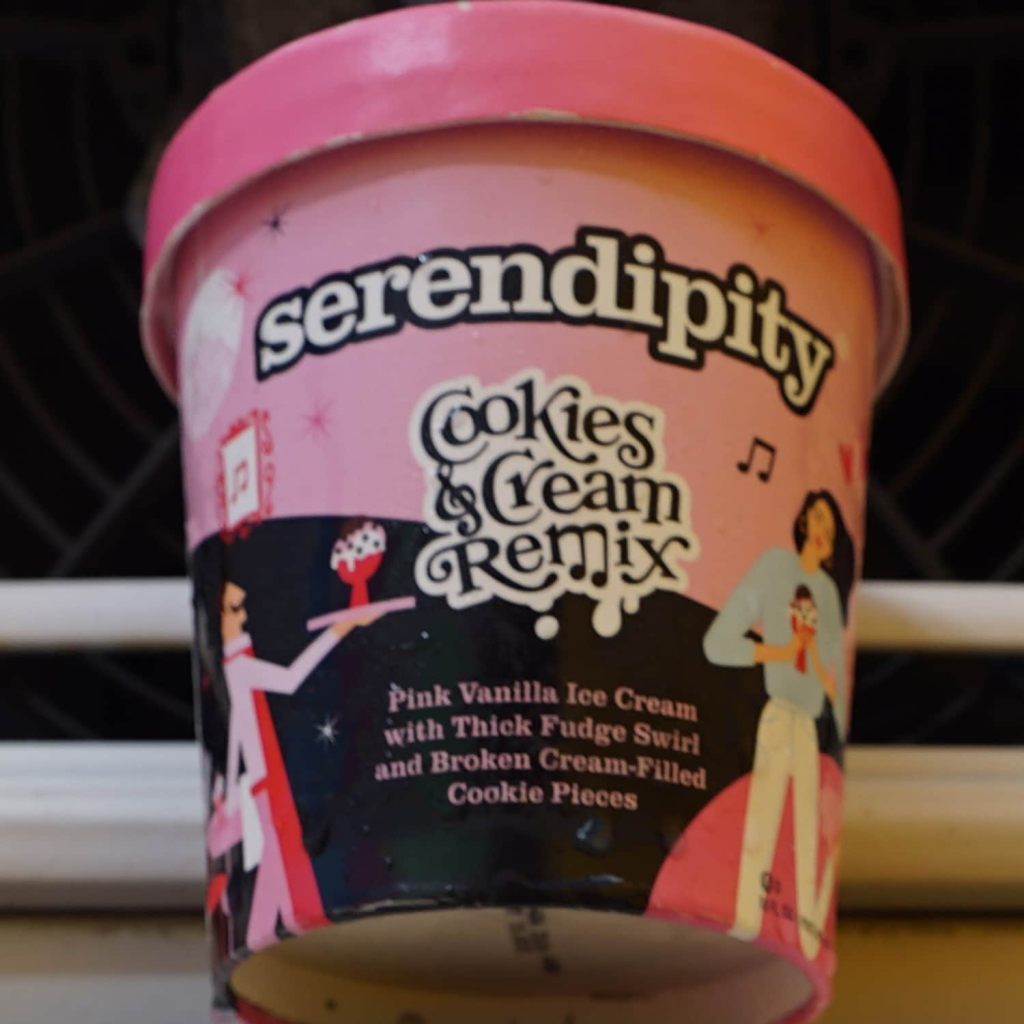 serendipity
Cookies
& Cream
Remix
Pink Vanilla Ice Cream
with Thick Fudge Swirl
and Broken Cream-Filled
Cookie Pieces